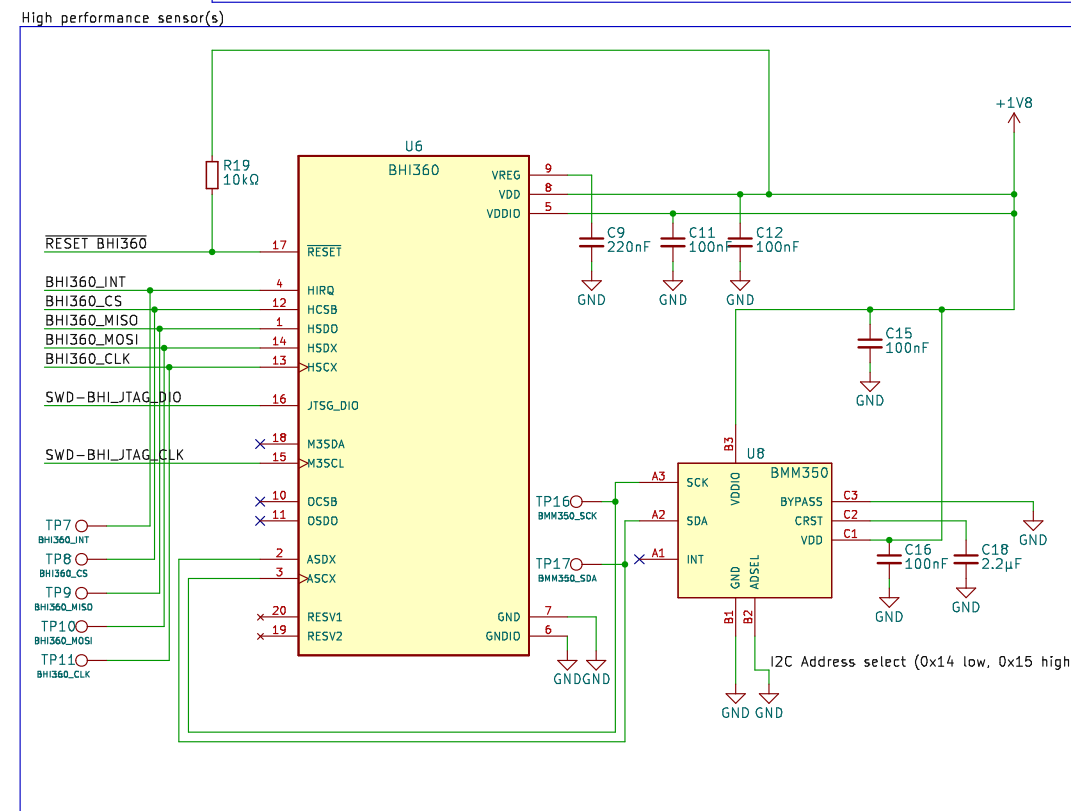 High performance sensor(s)
+1V8
U6
BHI360
R19
10kΩ
VREG 9
VDD 8
VDDIO 5
C9
220nF
C11
100nF
C12
100nF
GND
GND
GND
RESET BHI360
17 RESET
BHI360_INT
4 HIRQ
BHI360_CS
12 HCSB
BHI360_MISO
1 HSDO
BHI360_MOSI
14 HSDX
BHI360_CLK
13 HSCX
C15
100nF
GND
SWD-BHI_JTAG_DIO
16 JTSG_DIO
18 M3SDA
SWD-BHI_JTAG_CLK
15 M3SCL
10 OCSB
11 OSDO
2 ASDX
3 ASCX
20 RESV1
19 RESV2
GND 7
GNDIO 6
GND
GND
TP7
BHI360_INT
TP8
BHI360_CS
TP9
BHI360_MISO
TP10
BHI360_MOSI
TP11
BHI360_CLK
TP16
BMM350_SCK
TP17
BMM350_SDA
U8
BMM350
B3
VDDIO
A3 SCK
A2 SDA
A1 INT
BYPASS C3
CRST C2
VDD C1
GND
ADSEL
B1
B2
GND
C16
100nF
C18
2.2µF
GND
GND
I2C Address select (0x14 low, 0x15 high
GND
GND